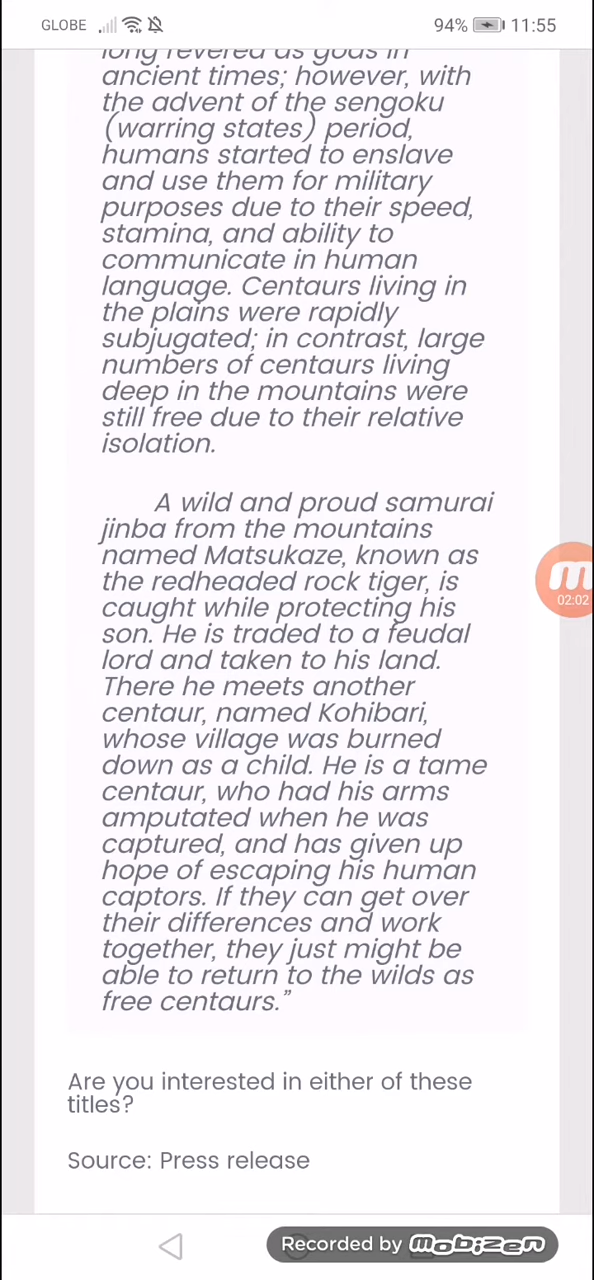 GLOBE 94% 11:55
long revered as gods in
ancient times; however, with
the advent of the sengoku
(warring states) period,
humans started to enslave
and use them for military
purposes due to their speed,
stamina, and ability to
communicate in human
language. Centaurs living in
the plains were rapidly
subjugated; in contrast, large
numbers of centaurs living
deep in the mountains were
still free due to their relative
isolation.
A wild and proud samurai
jinba from the mountains
named Matsukaze, known as
the redheaded rock tiger, is
caught while protecting his
son. He is traded to a feudal
lord and taken to his land.
There he meets another
centaur, named Kohibari,
whose village was burned
down as a child. He is a tame
centaur, who had his arms
amputated when he was
captured, and has given up
hope of escaping his human
captors. If they can get over
their differences and work
together, they just might be
able to return to the wilds as
free centaurs.”
m
02:02
Are you interested in either of these
titles?
Source: Press release
Recorded by mobizen